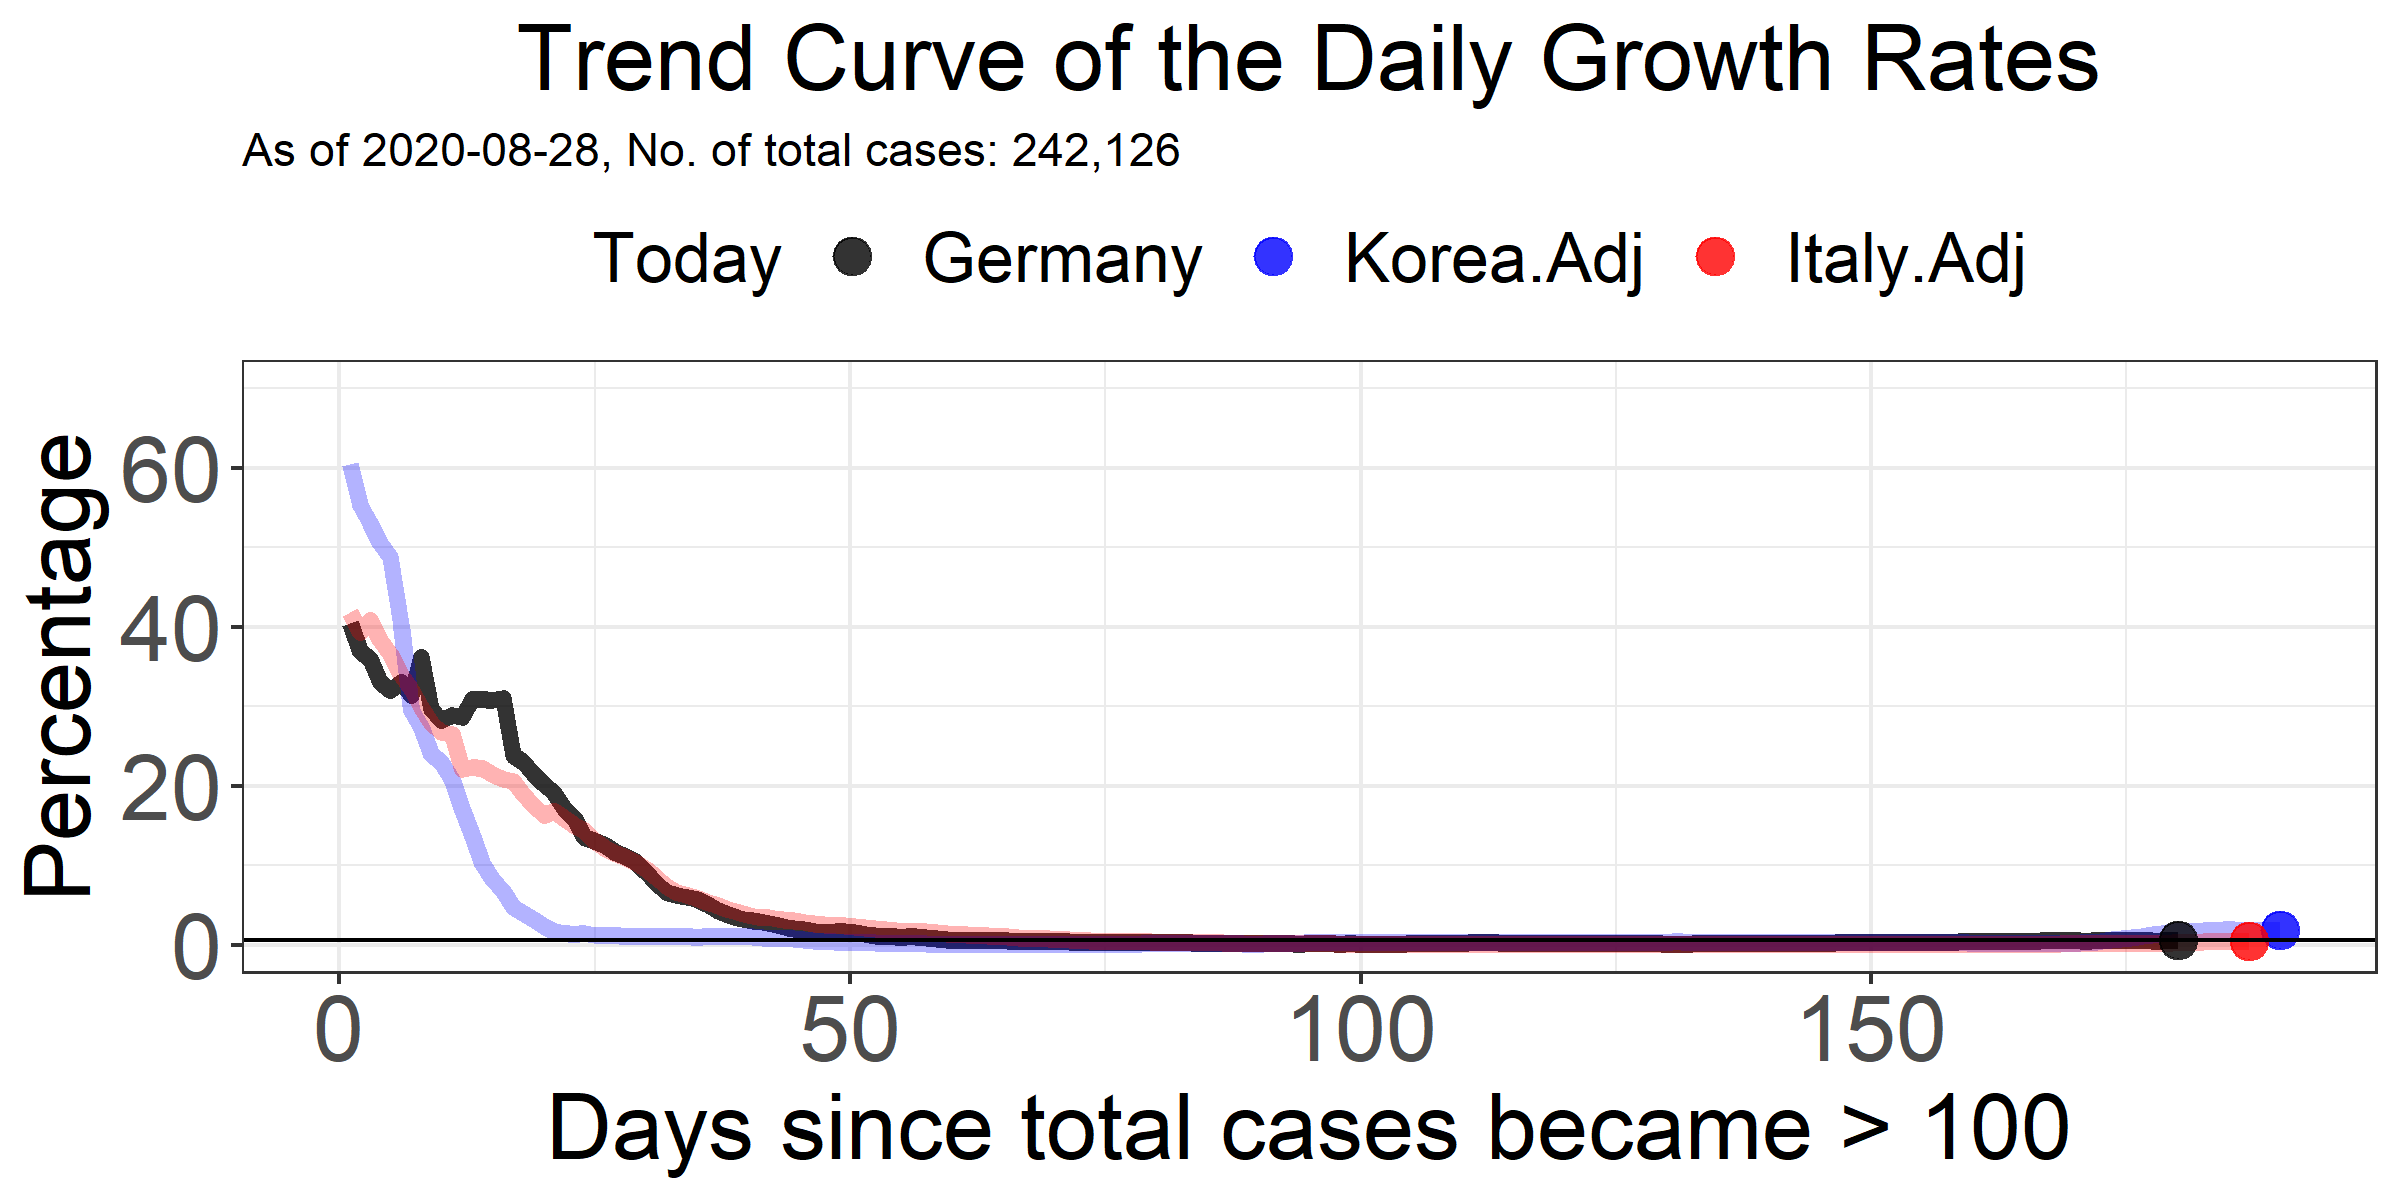 Trend Curve of the Daily Growth Rates
As of 2020-08-28, No. of total cases: 242,126
Today Germany Korea.Adj Italy.Adj
Percentage
60
40
20
0
0 50 100 150
Days since total cases became > 100